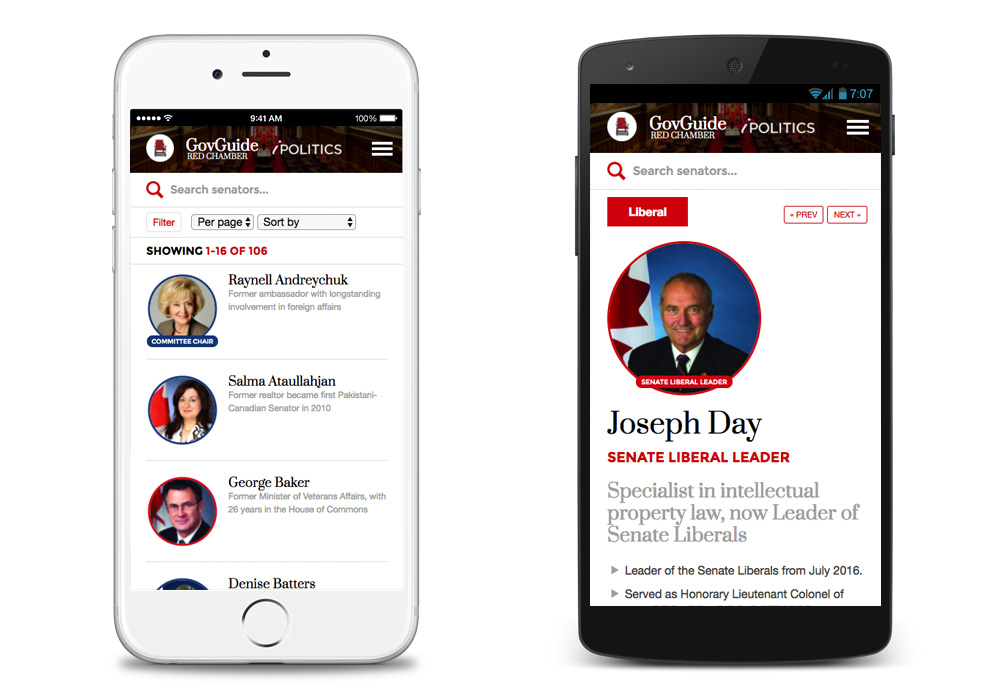 9:41 AM 100%
GovGuide
RED CHAMBER
iPOLITICS
Search senators...
Filter Per page Sort by
SHOWING 1-16 OF 106
Raynell Andreychuk
Former ambassador with longstanding
involvement in foreign affairs
COMMITTEE CHAIR
Salma Ataullahjan
Former realtor became first Pakistani-
Canadian Senator in 2010
George Baker
Former Minister of Veterans Affairs, with
26 years in the House of Commons
Denise Batters
7:07
GovGuide
RED CHAMBER
iPOLITICS
Search senators...
Liberal « PREV NEXT »
SENATE LIBERAL LEADER
Joseph Day
SENATE LIBERAL LEADER
Specialist in intellectual
property law, now Leader of
Senate Liberals
Leader of the Senate Liberals from July 2016.
Served as Honorary Lieutenant Colonel of